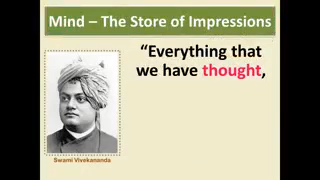 Mind – The Store of Impressions
“Everything that
we have thought,
Swami Vivekananda